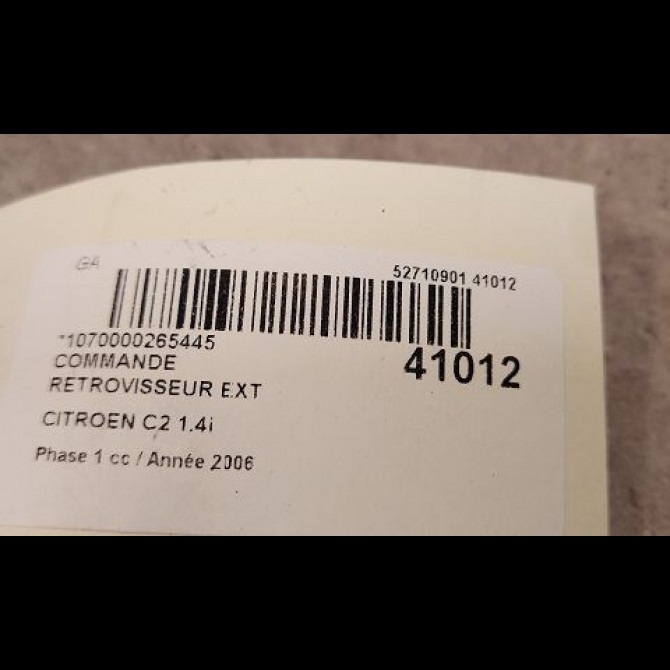 GA
52710901 41012
*1070000265445
41012
COMMANDE
RETROVISSEUR EXT
CITROEN C2 1.4i
Phase 1 cc / Année 2006